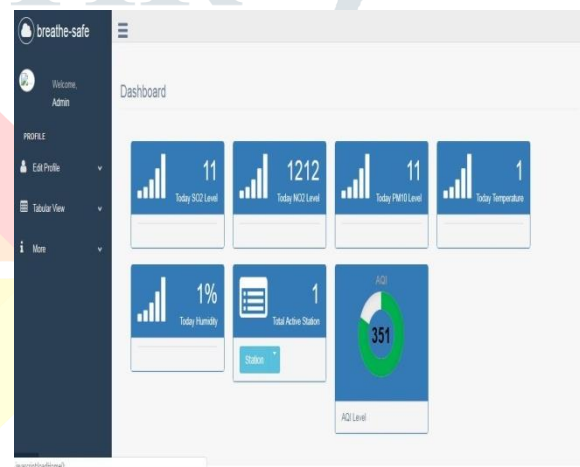 breathe-safe
Welcome,
Admin
PROFILE
Edit Profile
Tabular View
More
Dashboard
11
Today SO2 Level
1212
Today NO2 Level
11
Today PM10 Level
1
Today Temperature
1%
Today Humidity
1
Total Active Station
Station
AQI
351
AQI Level